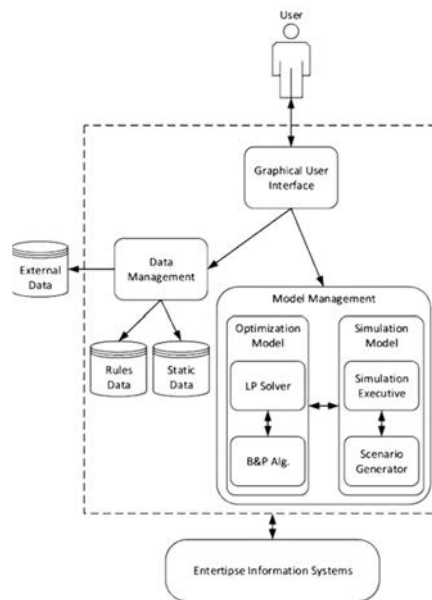 User
Graphical User
Interface
Data
Management
External
Data
Rules
Data
Static
Data
Model Management
Optimization
Model
LP Solver
B&P Alg.
Simulation
Model
Simulation
Executive
Scenario
Generator
Entertipse Information Systems